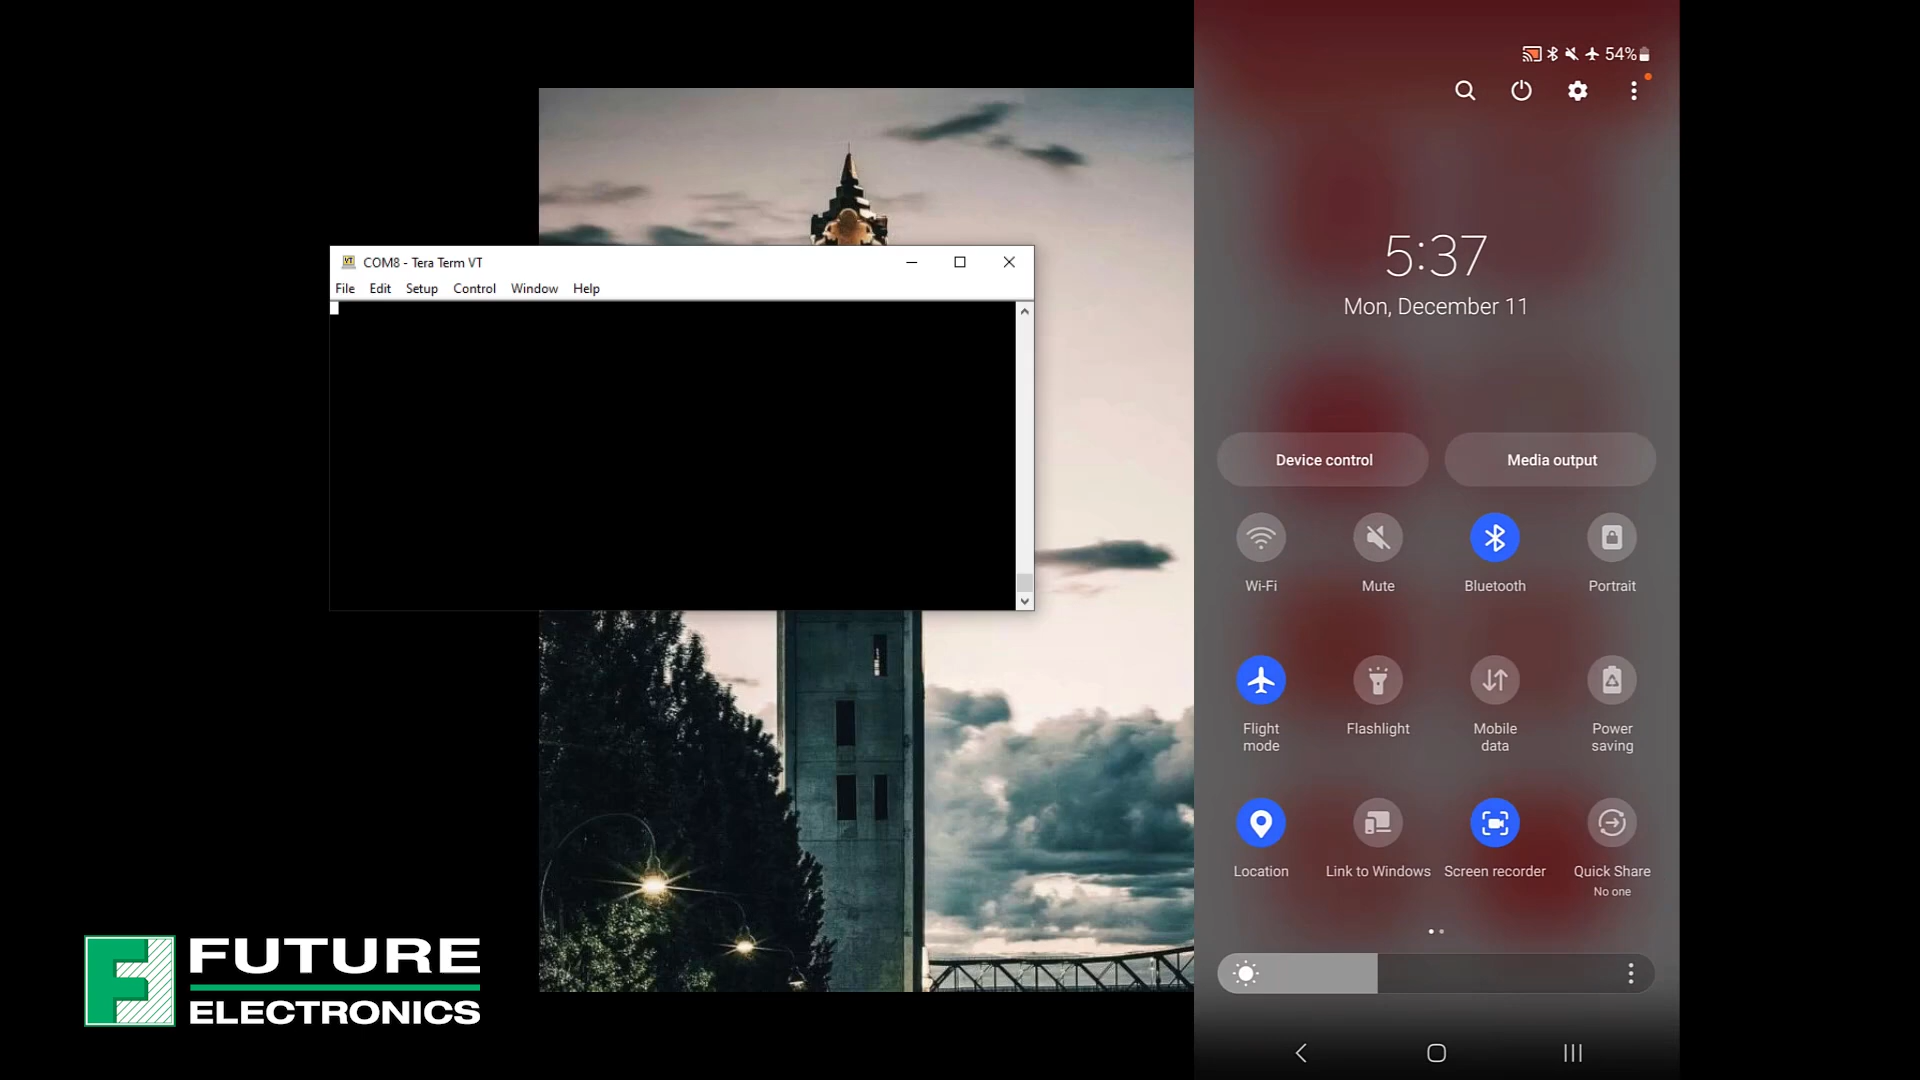 COM8 - Tera Term VT
File Edit Setup Control Window Help
54%
5:37
Mon, December 11
Device control Media output
Wi-Fi Mute Bluetooth Portrait
Flight mode
Flashlight
Mobile data
Power saving
Location Link to Windows Screen recorder Quick Share
No one
FUTURE
ELECTRONICS